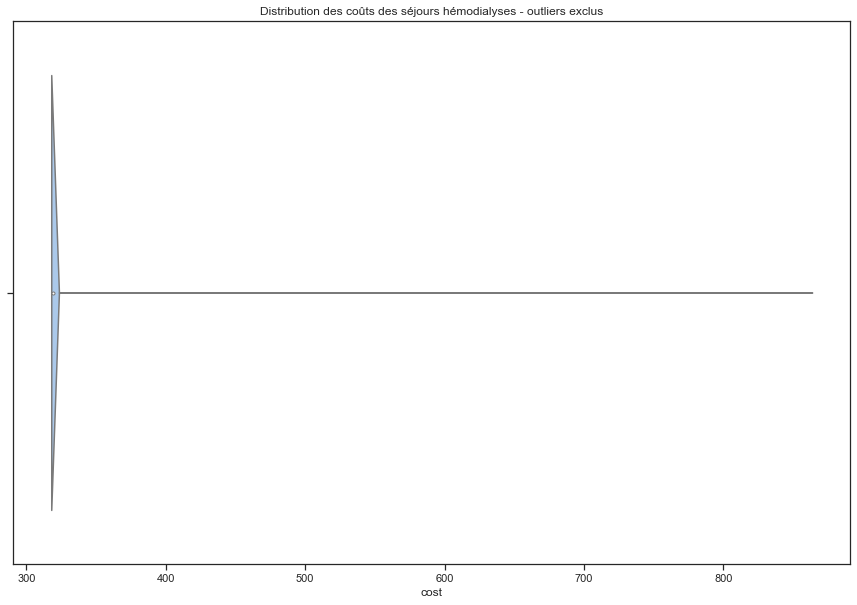 Distribution des coûts des séjours hémodialyses - outliers exclus
300 400 500 600 700 800
cost